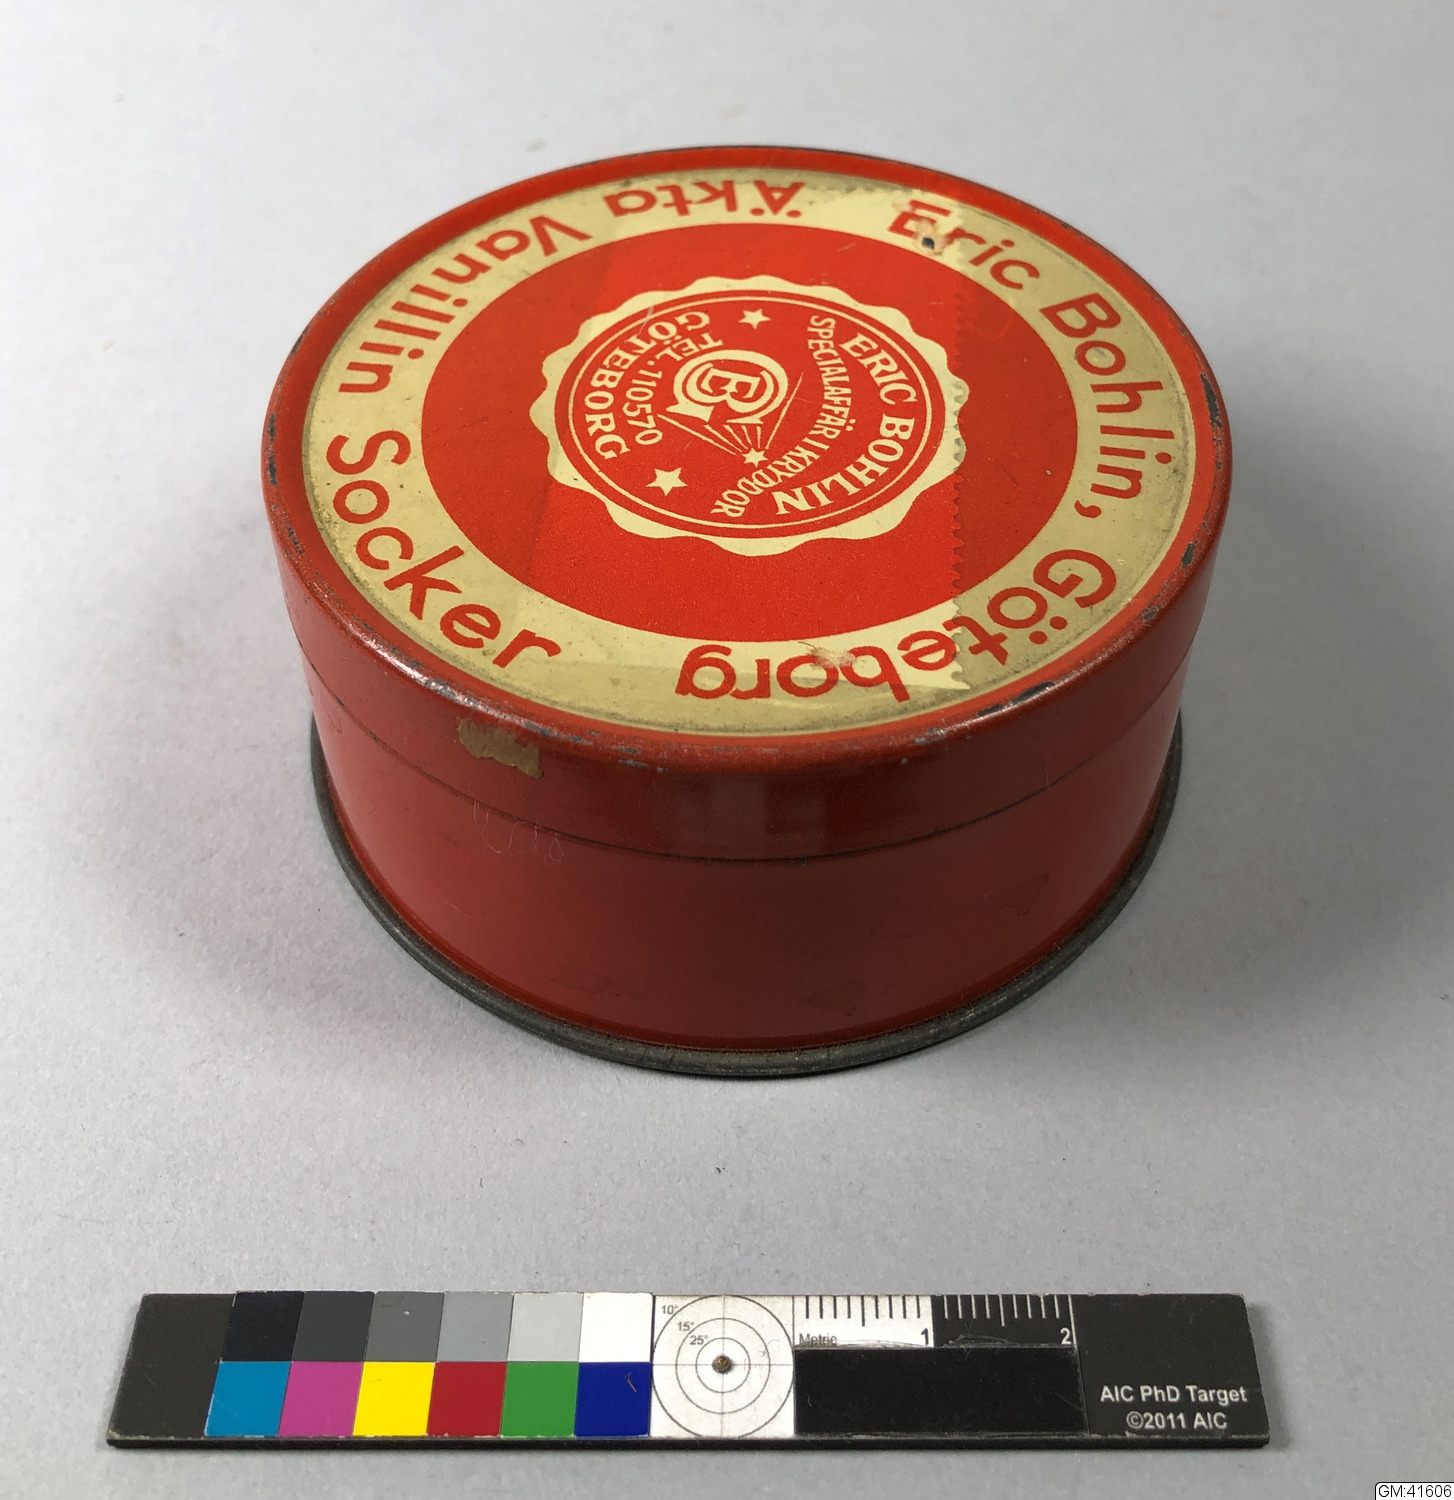 Äkta Vanillin Socker
Eric Bohlin, Göteborg
ERIC BOHLIN
SPECIALAFFÄR I KRYDDOR
EB
TEL. 110570
GÖTEBORG
10°
15°
25°
Metric
1
2
AIC PhD Target
©2011 AIC
GM:41606